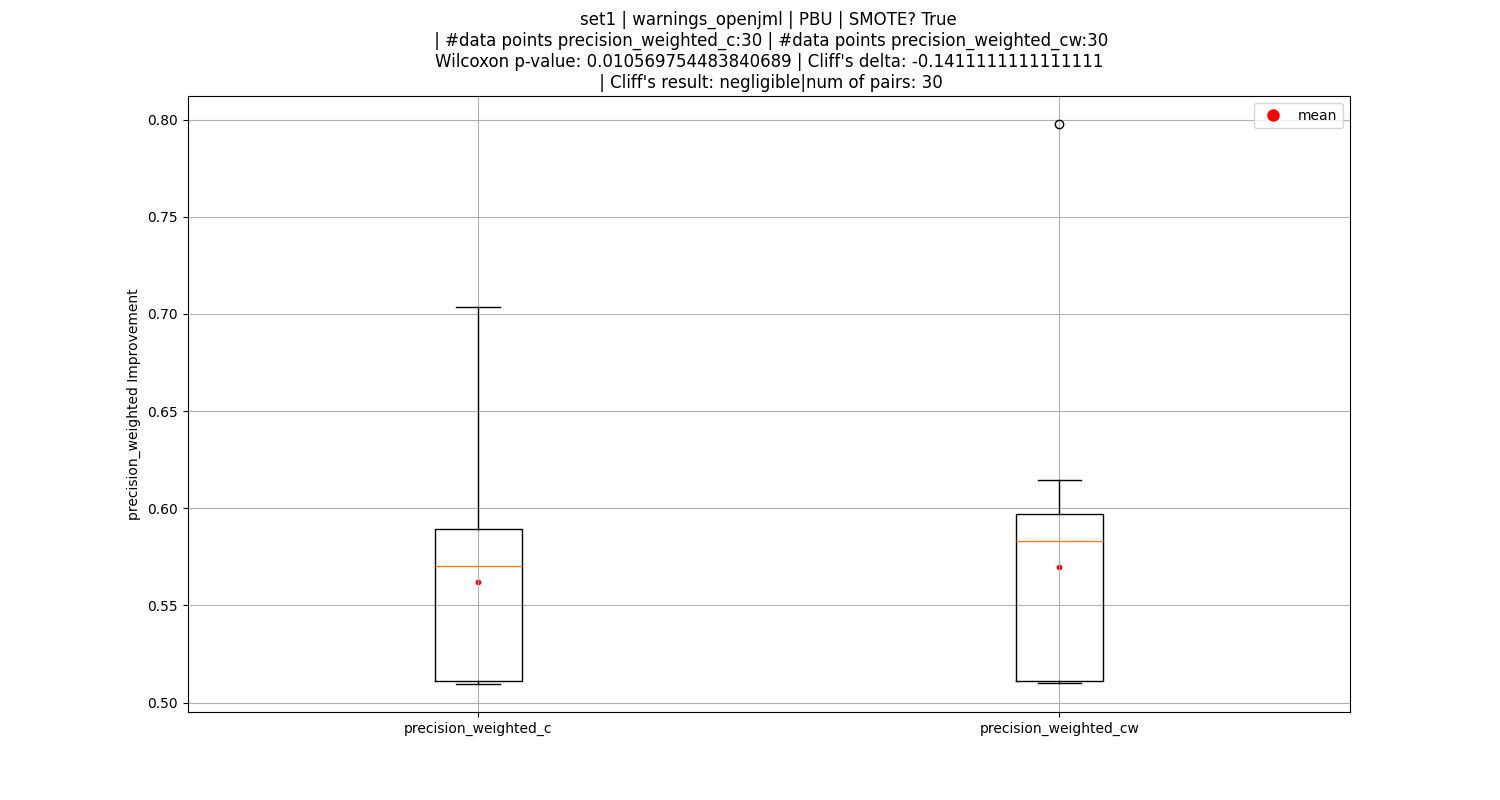 set1 | warnings_openjml | PBU | SMOTE? True
| #data points precision_weighted_c:30 | #data points precision_weighted_cw:30
Wilcoxon p-value: 0.010569754483840689 | Cliff's delta: -0.1411111111111111
| Cliff's result: negligible|num of pairs: 30
mean
0.80
0.75
0.70
0.65
0.60
0.55
0.50
precision_weighted Improvement
precision_weighted_c
precision_weighted_cw